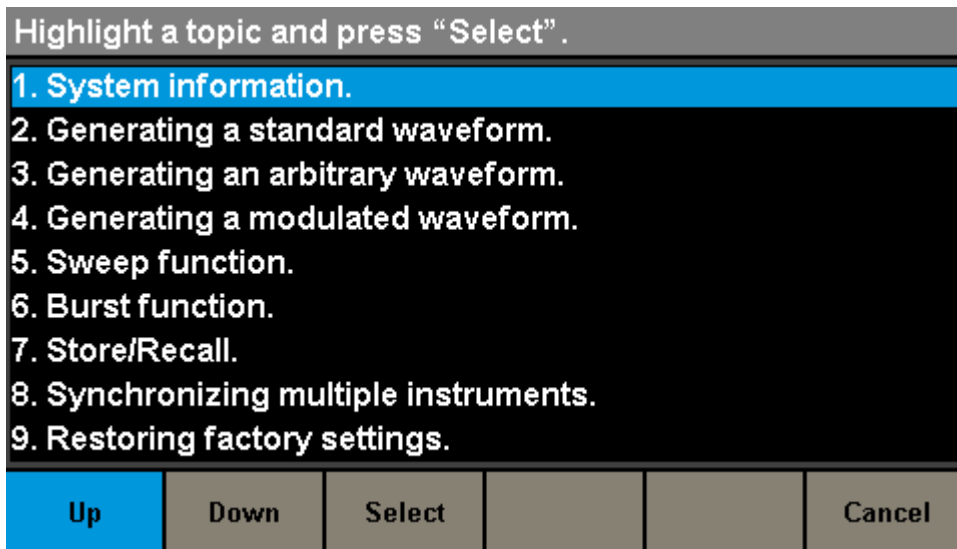 Highlight a topic and press “Select”.
1. System information.
2. Generating a standard waveform.
3. Generating an arbitrary waveform.
4. Generating a modulated waveform.
5. Sweep function.
6. Burst function.
7. Store/Recall.
8. Synchronizing multiple instruments.
9. Restoring factory settings.
Up Down Select Cancel